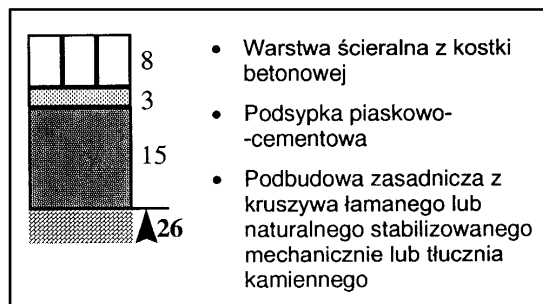 8
3
15
26
• Warstwa ścieralna z kostki
betonowej
• Podsypka piaskowo-
-cementowa
• Podbudowa zasadnicza z
kruszywa łamanego lub
naturalnego stabilizowanego
mechanicznie lub tłucznia
kamiennego